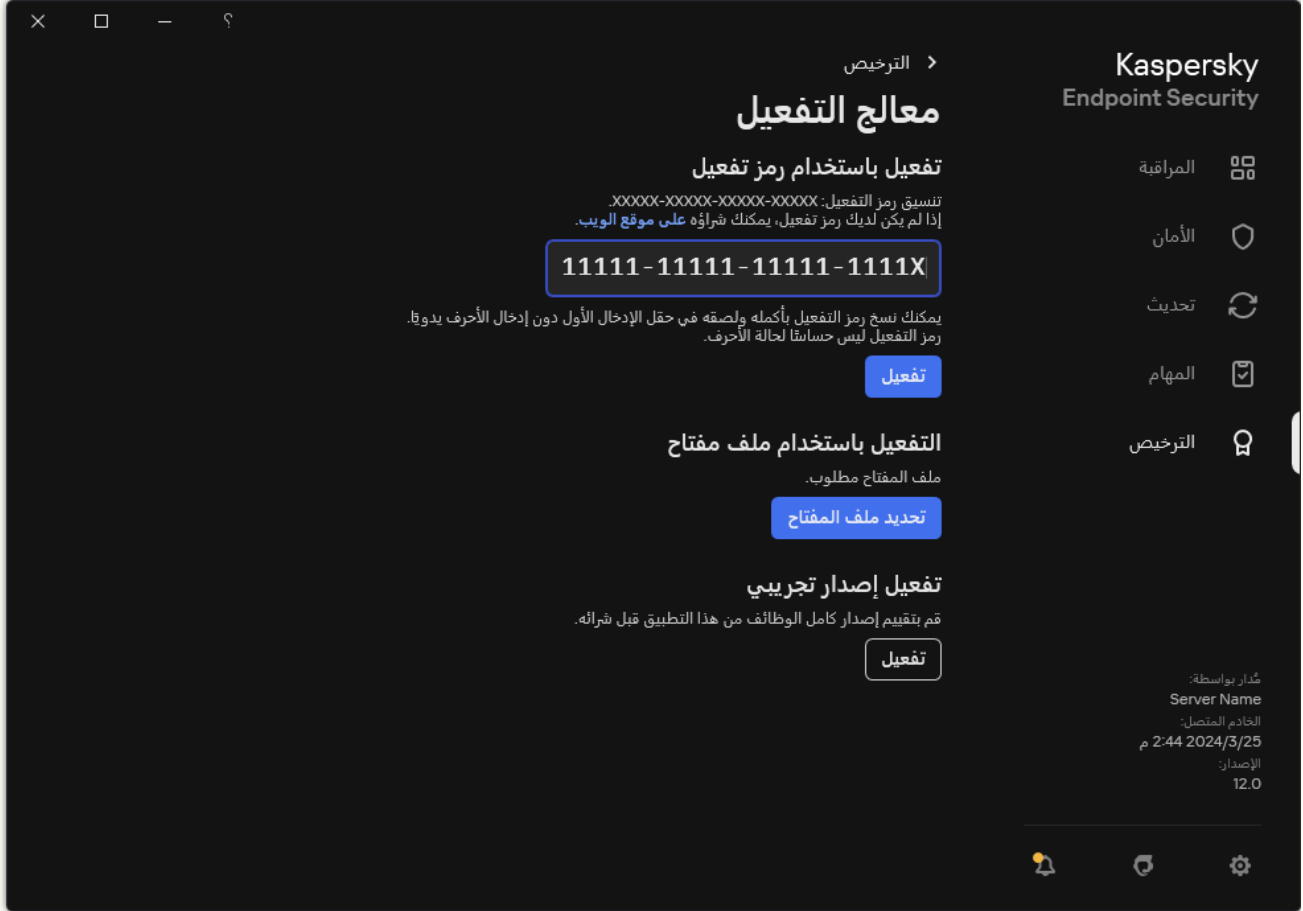 ؟
Kaspersky
Endpoint Security
المراقبة
الأمان
تحديث
المهام
الترخيص
مُدار بواسطة:
Server Name
الخادم المتصل:
2024/3/25 2:44 م
الإصدار:
12.0
الترخيص
معالج التفعيل
تفعيل باستخدام رمز تفعيل
تنسيق رمز التفعيل: XXXXX-XXXXX-XXXXX-XXXXX.
إذا لم يكن لديك رمز تفعيل، يمكنك شراؤه على موقع الويب.
11111-11111-11111-1111X
يمكنك نسخ رمز التفعيل بأكمله ولصقه في حقل الإدخال الأول دون إدخال الأحرف يدويًا.
رمز التفعيل ليس حساسًا لحالة الأحرف.
تفعيل
التفعيل باستخدام ملف مفتاح
ملف المفتاح مطلوب.
تحديد ملف المفتاح
تفعيل إصدار تجريبي
قم بتقييم إصدار كامل الوظائف من هذا التطبيق قبل شرائه.
تفعيل